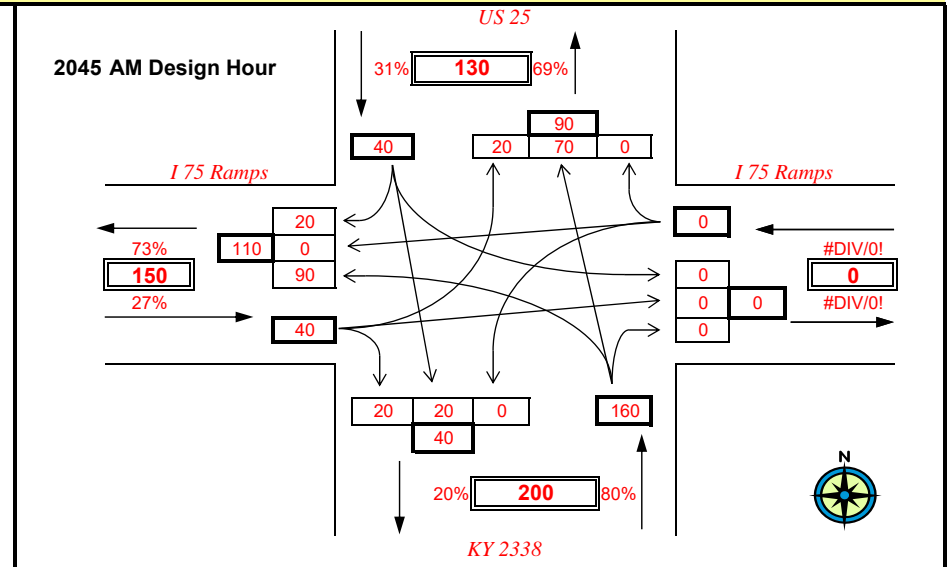 US 25
2045 AM Design Hour
31% 130 69%
90
40 20 70 0
I 75 Ramps I 75 Ramps
20 0
73% 110 0 #DIV/0!
150 90 0 0
27% 0 0 #DIV/0!
40 0
20 20 0 160
40
N
20% 200 80%
KY 2338